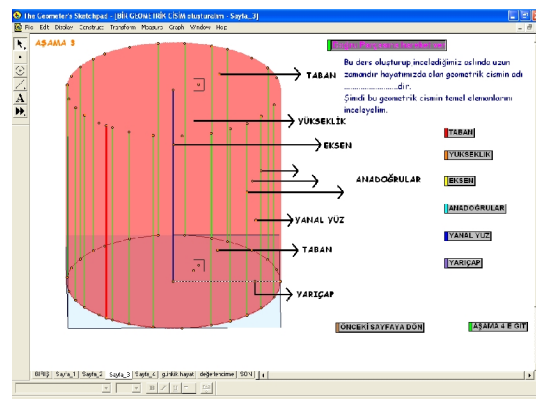 The Geometer's Sketchpad - [BİR GEOMETRİK CİSİM oluşturalım - Sayfa_3]
File Edit Display Construct Transform Measure Graph Window Help
AŞAMA 3
Bu ders oluşturup incelediğimiz aslında uzun
zamandır hayatımızda olan geometrik cismin adı
..............................dir.
Şimdi bu geometrik cismin temel elemanlarını
inceleyelim.
TABAN
YÜKSEKLİK
EKSEN
ANADOĞRULAR
YANAL YÜZ
TABAN
YARIÇAP
TABAN
YÜKSEKLİK
EKSEN
ANADOĞRULAR
YANAL YÜZ
YARIÇAP
ÖNCEKİ SAYFAYA DÖN
AŞAMA 4 E GİT
GİRİŞ Sayfa_1 Sayfa_2 Sayfa_3 Sayfa_4 günlük hayat değerlendirme SON